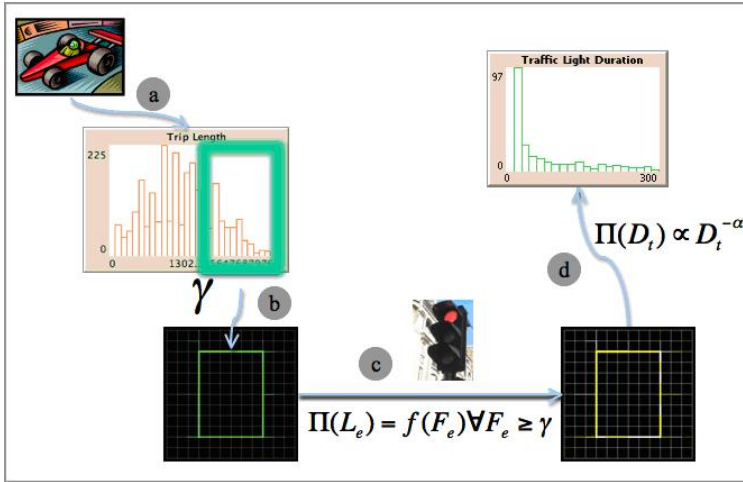 a
Trip Length
225
0
0
1302.
γ
b
c
Π(L_e) = f(F_e)∀F_e ≥ γ
d
Π(D_t) ∝ D_t^{-α}
Traffic Light Duration
97
0
0
300